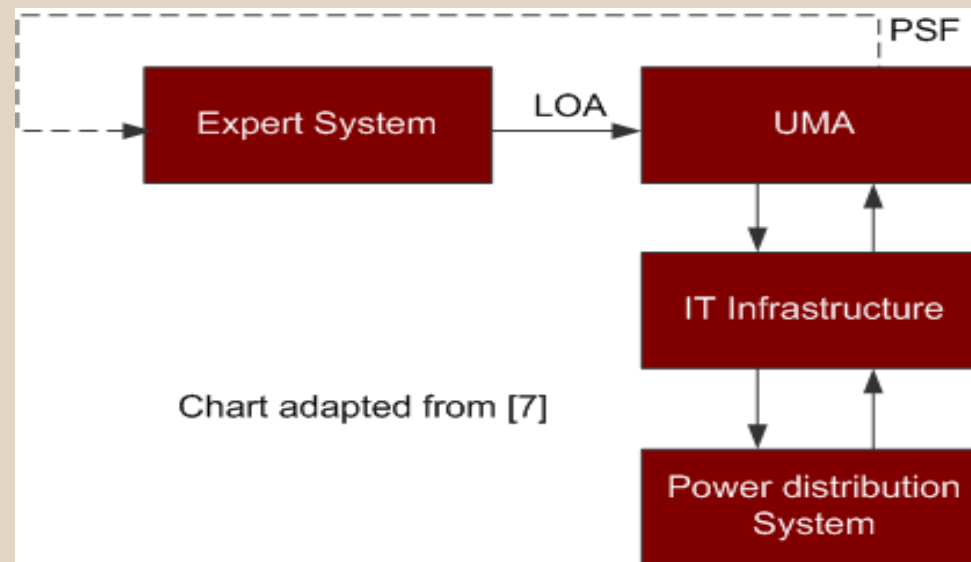 PSF
Expert System
LOA
UMA
IT Infrastructure
Chart adapted from [7]
Power distribution
System